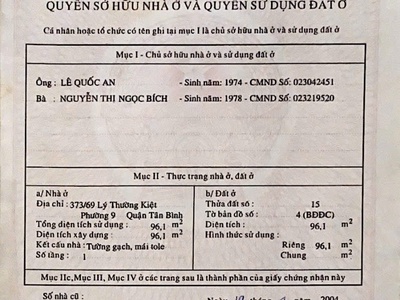 QUYỀN SỞ HỮU NHÀ Ở VÀ QUYỀN SỬ DỤNG ĐẤT Ở
Cá nhân hoặc tổ chức có tên ghi tại mục I là chủ sở hữu nhà ở và sử dụng đất ở
Mục I - Chủ sở hữu nhà ở và sử dụng đất ở
Ông : LÊ QUỐC AN - Sinh năm: 1974 - CMND Số: 023042451
Bà : NGUYỄN THỊ NGỌC BÍCH - Sinh năm: 1978 - CMND Số: 023219520
Mục II - Thực trạng nhà ở, đất ở
a/ Nhà ở
Địa chỉ : 373/69 Lý Thường Kiệt
Phường 9 Quận Tân Bình
Tổng diện tích sử dụng : 96,1 m2
Diện tích xây dựng : 96,1 m2
Kết cấu nhà : Tường gạch, mái tole
Số tầng : 1
b/ Đất ở
Thửa đất số : 15
Tờ bản đồ số : 4 (BĐĐC)
Diện tích : 96,1 m2
Hình thức sử dụng :
Riêng 96,1 m2
Chung m2
Mục IIc, Mục III, Mục IV ở các trang sau là thành phần của giấy chứng nhận này
Số nhà cũ :
Ngày tháng 2004